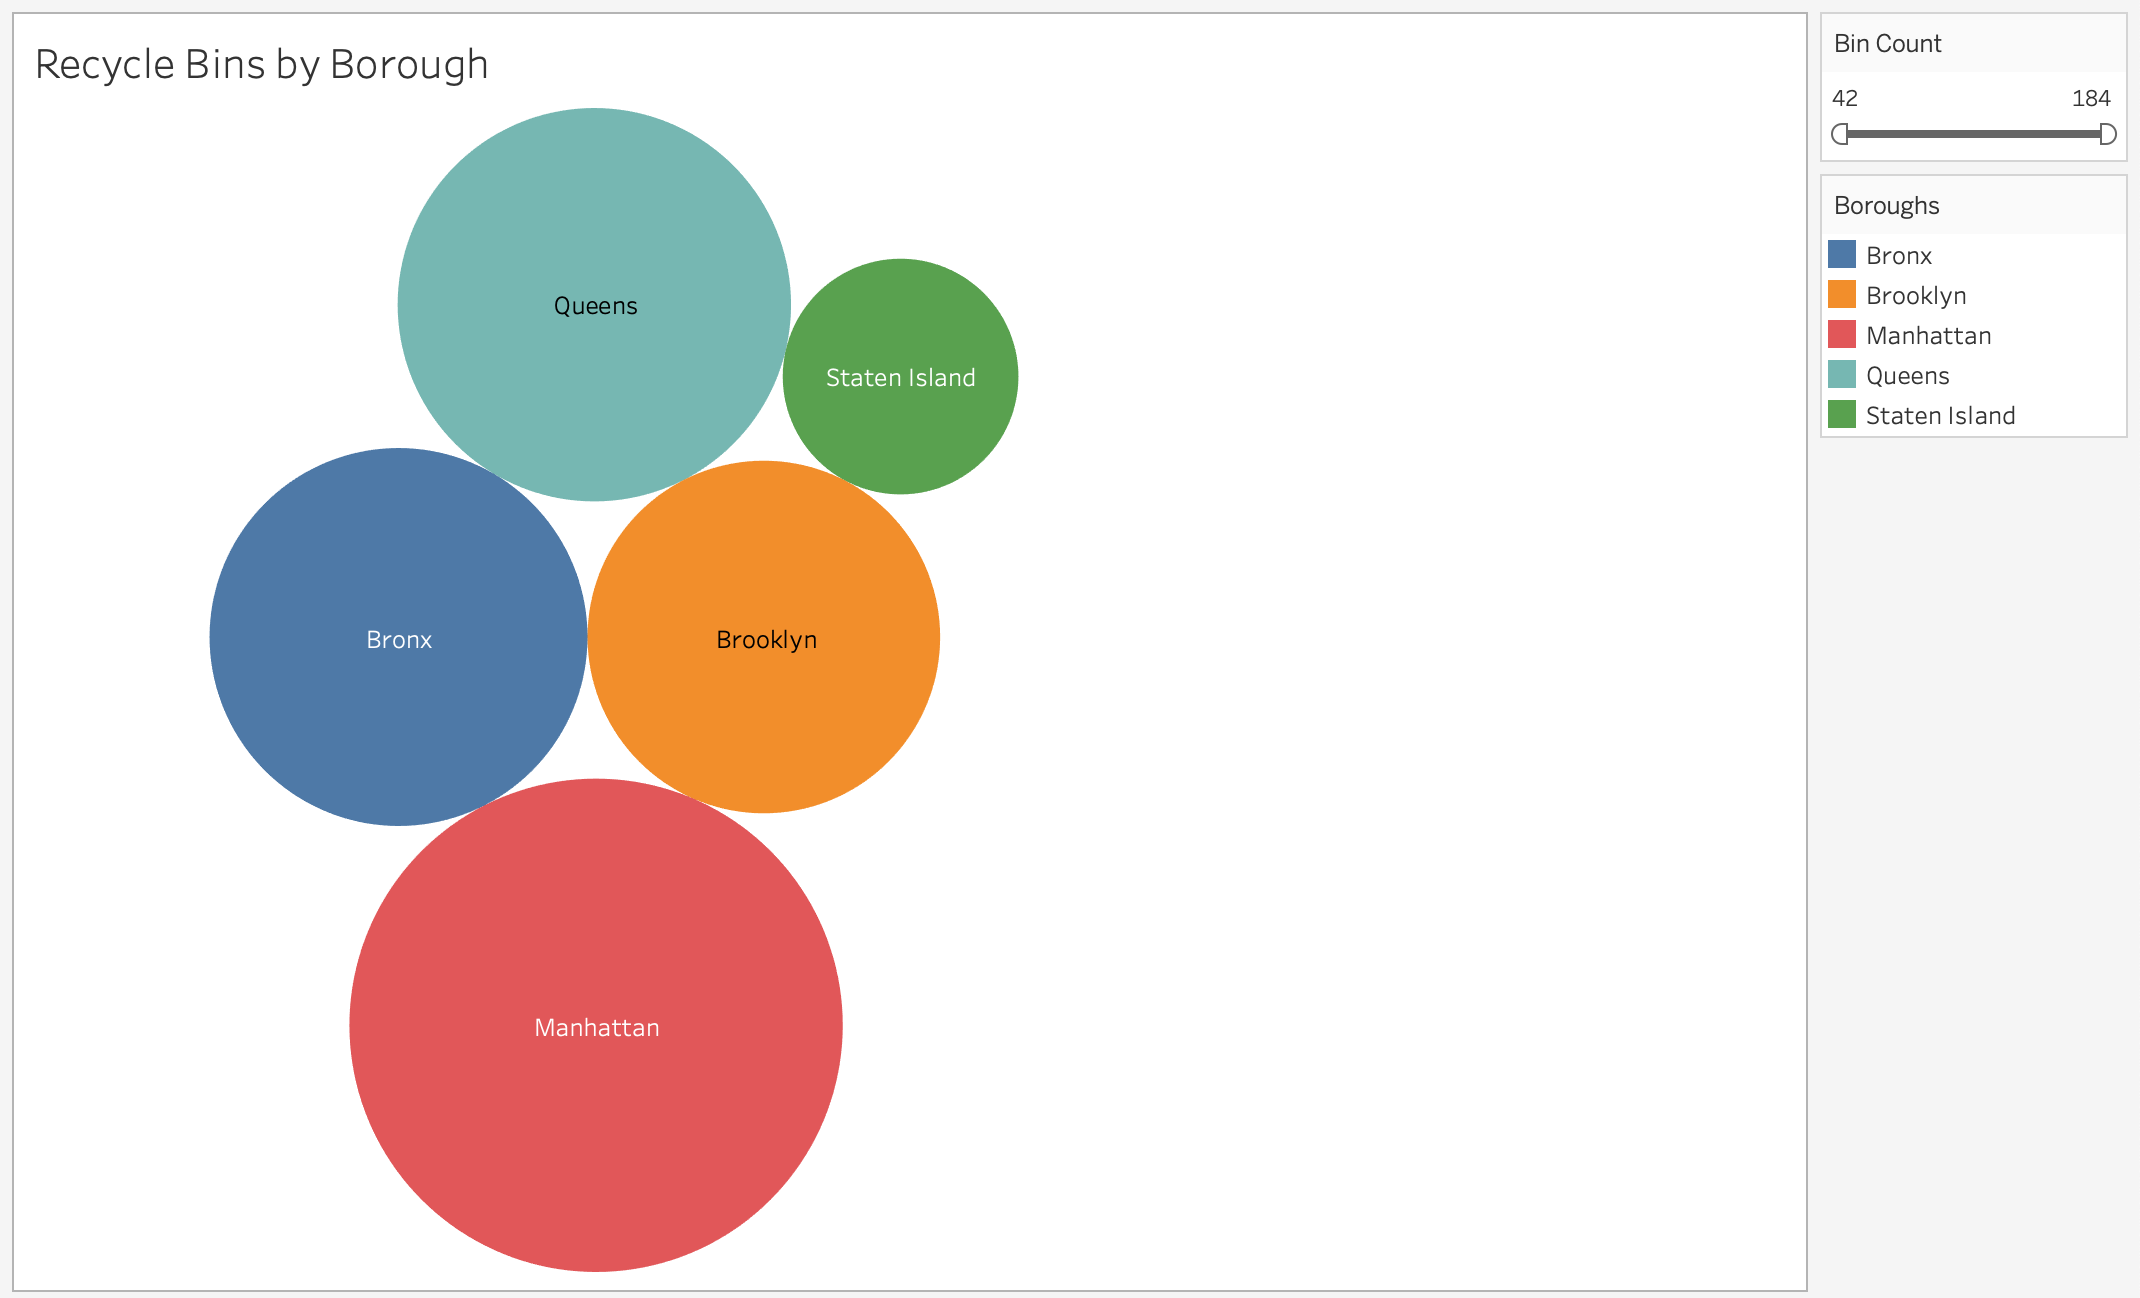 Recycle Bins by Borough
Queens
Staten Island
Bronx
Brooklyn
Manhattan
Bin Count
42 184
Boroughs
Bronx
Brooklyn
Manhattan
Queens
Staten Island